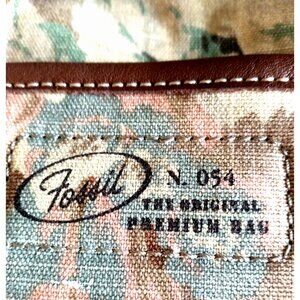 Fossil
N. 054
THE ORIGINAL
PREMIUM BAG